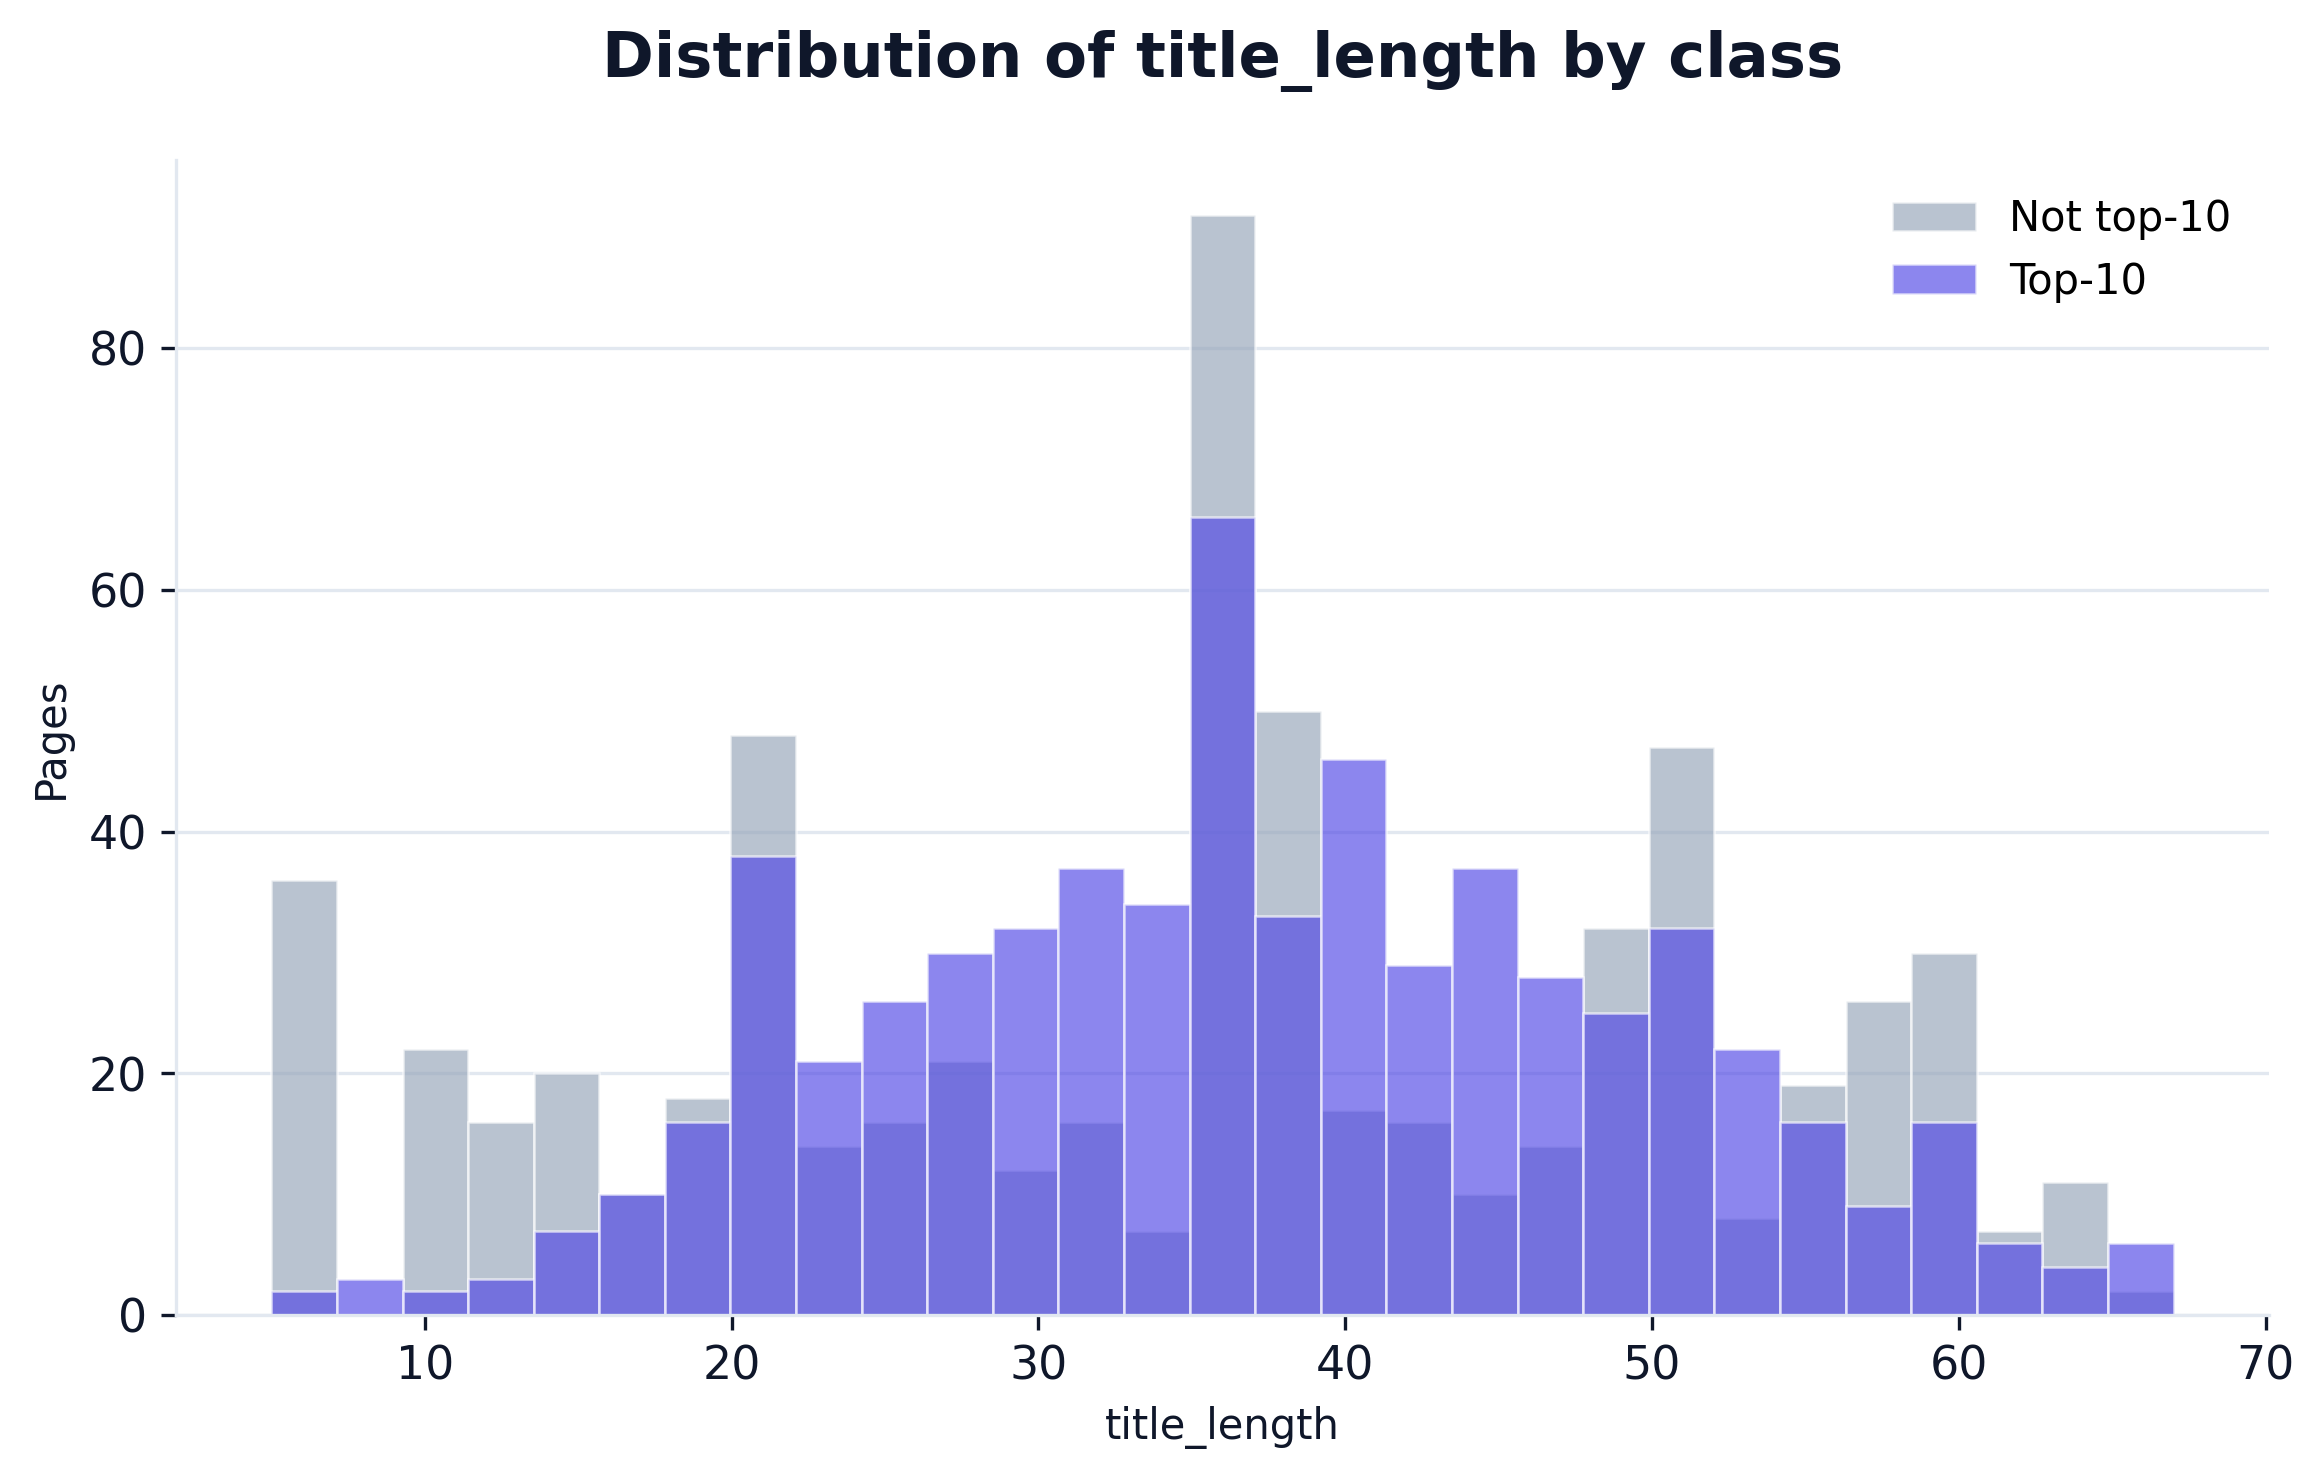 Distribution of title_length by class
Not top-10
Top-10
Pages
80
60
40
20
0
10 20 30 40 50 60 70
title_length